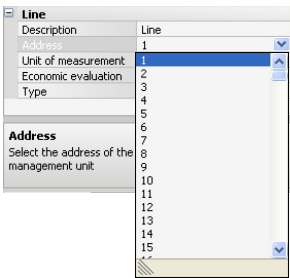 Line
Description Line
Address 1
Unit of measurement
Economic evaluation
Type
1
2
3
4
5
6
7
8
9
10
11
12
13
14
15
Address
Select the address of the
management unit